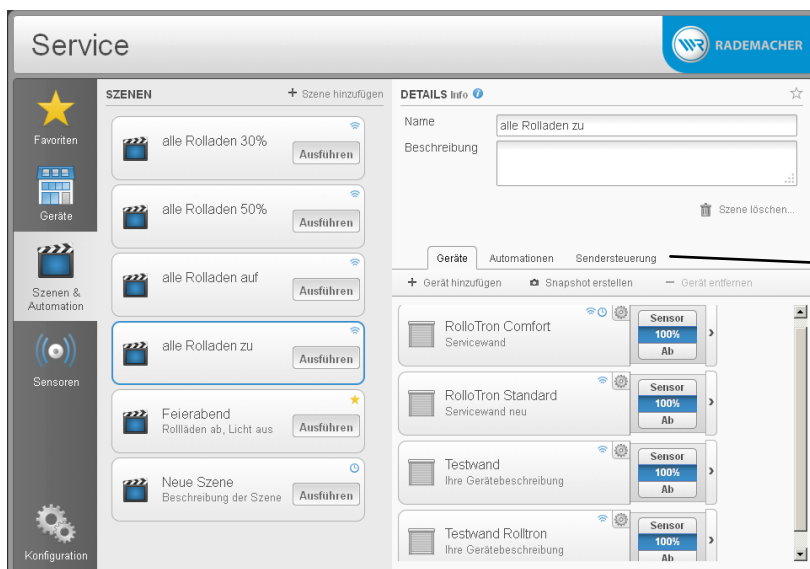 Service
WR RADEMACHER
Favoriten
Geräte
Szenen &
Automation
Sensoren
Konfiguration
SZENEN + Szene hinzufügen
alle Rolladen 30%
Ausführen
alle Rolladen 50%
Ausführen
alle Rolladen auf
Ausführen
alle Rolladen zu
Ausführen
Feierabend
Rollläden ab, Licht aus
Ausführen
Neue Szene
Beschreibung der Szene
Ausführen
DETAILS Info i
Name alle Rolladen zu
Beschreibung
Szene löschen...
Geräte Automationen Sendersteuerung
+ Gerät hinzufügen Snapshot erstellen − Gerät entfernen
RolloTron Comfort
Servicewand
Sensor
100%
Ab
RolloTron Standard
Servicewand neu
Sensor
100%
Ab
Testwand
Ihre Gerätebeschreibung
Sensor
100%
Ab
Testwand Rolltron
Ihre Gerätebeschreibung
Sensor
100%
Ab